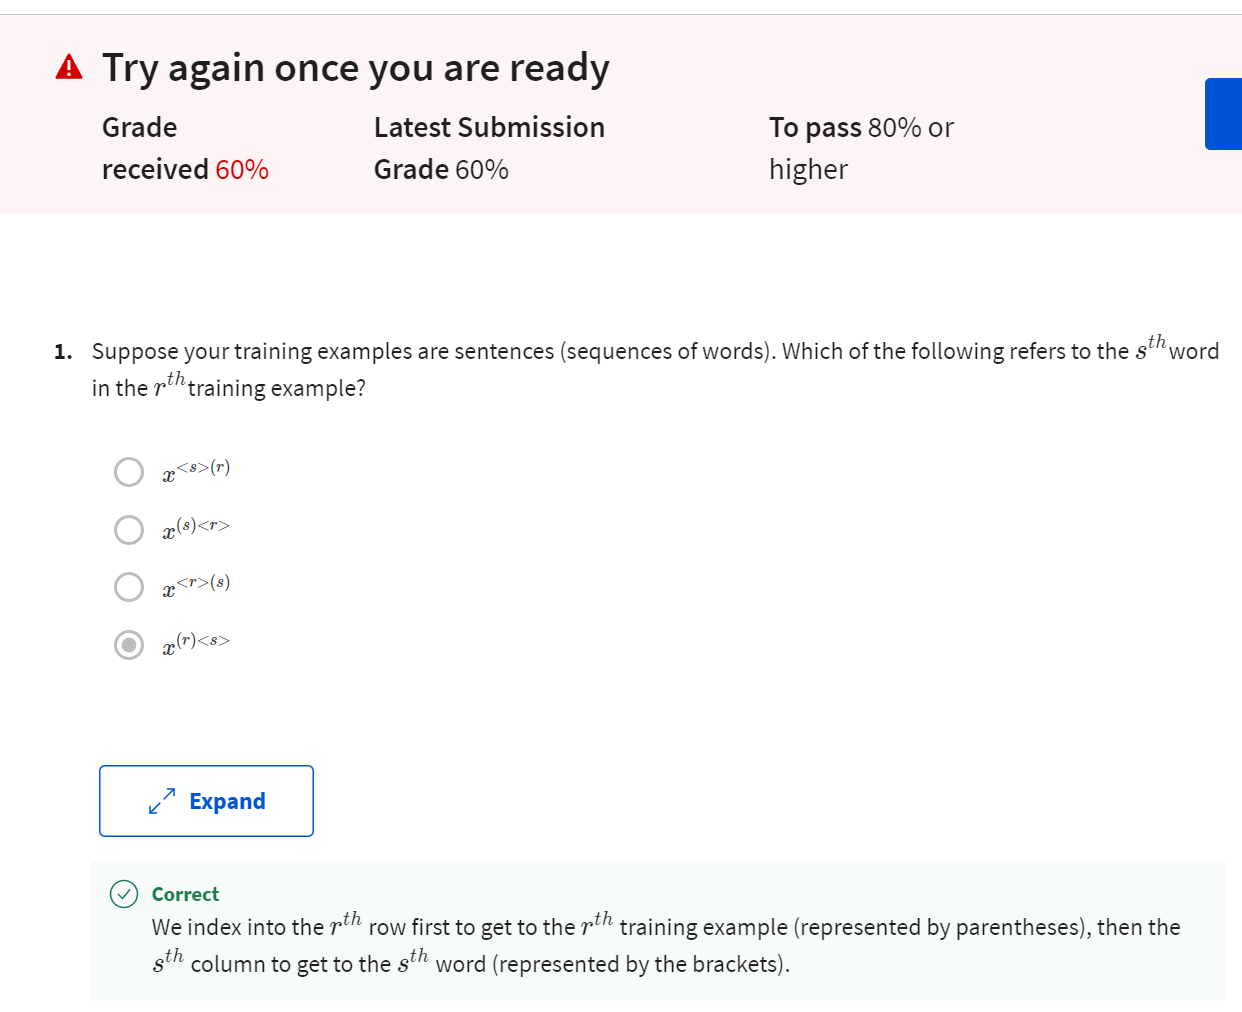 Try again once you are ready
Grade
received 60%
Latest Submission
Grade 60%
To pass 80% or
higher
1. Suppose your training examples are sentences (sequences of words). Which of the following refers to the s^{th} word
in the r^{th} training example?
x^{<s>(r)}
x^{(s)<r>}
x^{<r>(s)}
x^{(r)<s>}
Expand
Correct
We index into the r^{th} row first to get to the r^{th} training example (represented by parentheses), then the
s^{th} column to get to the s^{th} word (represented by the brackets).